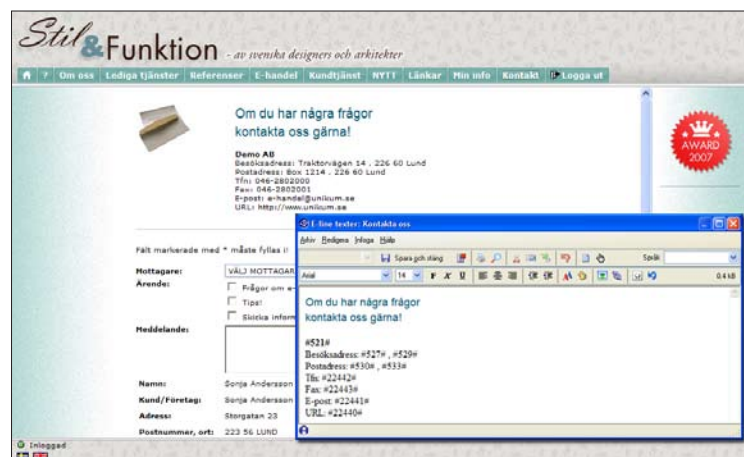 Stil & Funktion - av svenska designers och arkitekter
? Om oss Lediga tjänster Referenser E-handel Kundtjänst NYTT Länkar Min info Kontakt Logga ut
Om du har några frågor
kontakta oss gärna!
AWARD
2007
Demo AB
Besöksadress: Traktorvägen 14 . 226 60 Lund
Postadress: Box 1214 . 226 60 Lund
Tfn: 046-2802000
Fax: 046-2802001
E-post: e-handel@unikum.se
URL: http://www.unikum.se
Fält markerade med * måste fyllas i!
Mottagare: VÄLJ MOTTAGAR
Ärende: Frågor om e-
Tips!
Skicka inform
Meddelande:
Namn: Sonja Andersson
Kund/Företag: Sonja Andersson
Adress: Storgatan 23
Postnummer, ort: 223 56 LUND
Inloggad
E-line texter: Kontakta oss
Arkiv Redigera Infoga Hjälp
Spara och stäng Språk
Arial 14 F K U 0.4 kB
Om du har några frågor
kontakta oss gärna!
#521#
Besöksadress: #527# , #529#
Postadress: #530# , #533#
Tfn: #22442#
Fax: #22443#
E-post: #22441#
URL: #22440#